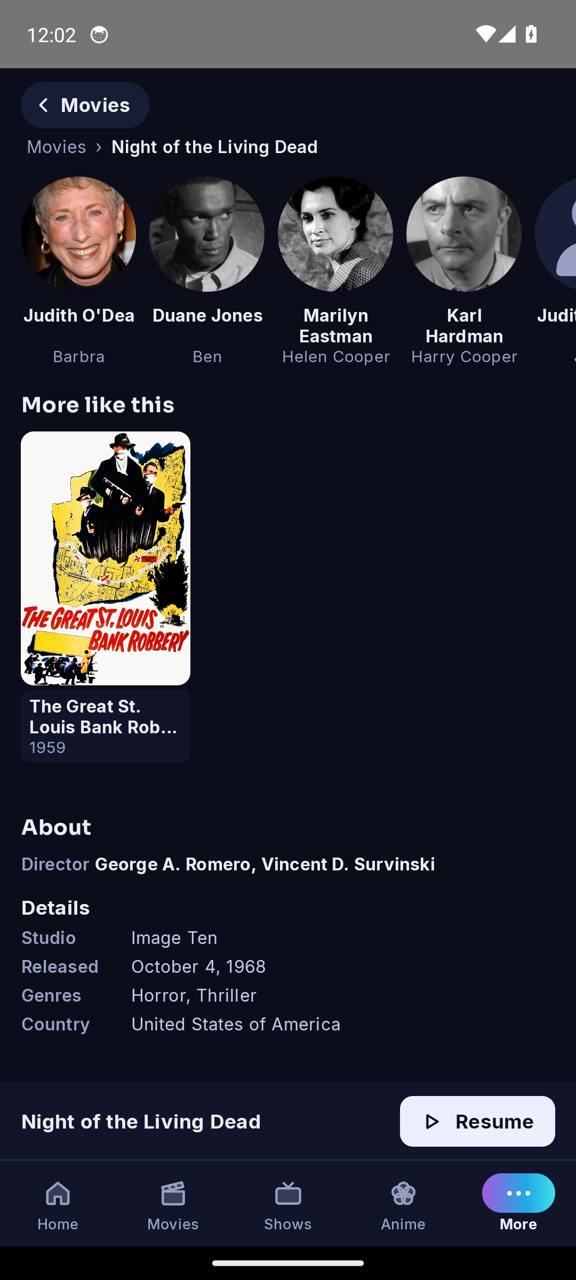 12:02
Movies
Movies › Night of the Living Dead
Judith O'Dea
Barbra
Duane Jones
Ben
Marilyn
Eastman
Helen Cooper
Karl
Hardman
Harry Cooper
More like this
THE GREAT ST. LOUIS
BANK ROBBERY
The Great St.
Louis Bank Rob...
1959
About
Director George A. Romero, Vincent D. Survinski
Details
Studio Image Ten
Released October 4, 1968
Genres Horror, Thriller
Country United States of America
Night of the Living Dead
Resume
Home
Movies
Shows
Anime
More